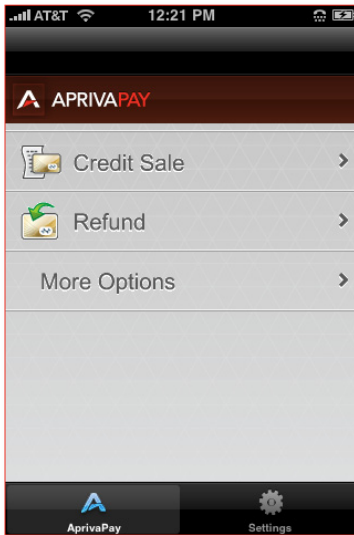 AT&T 12:21 PM
APRIVAPAY
Credit Sale
Refund
More Options
AprivaPay Settings